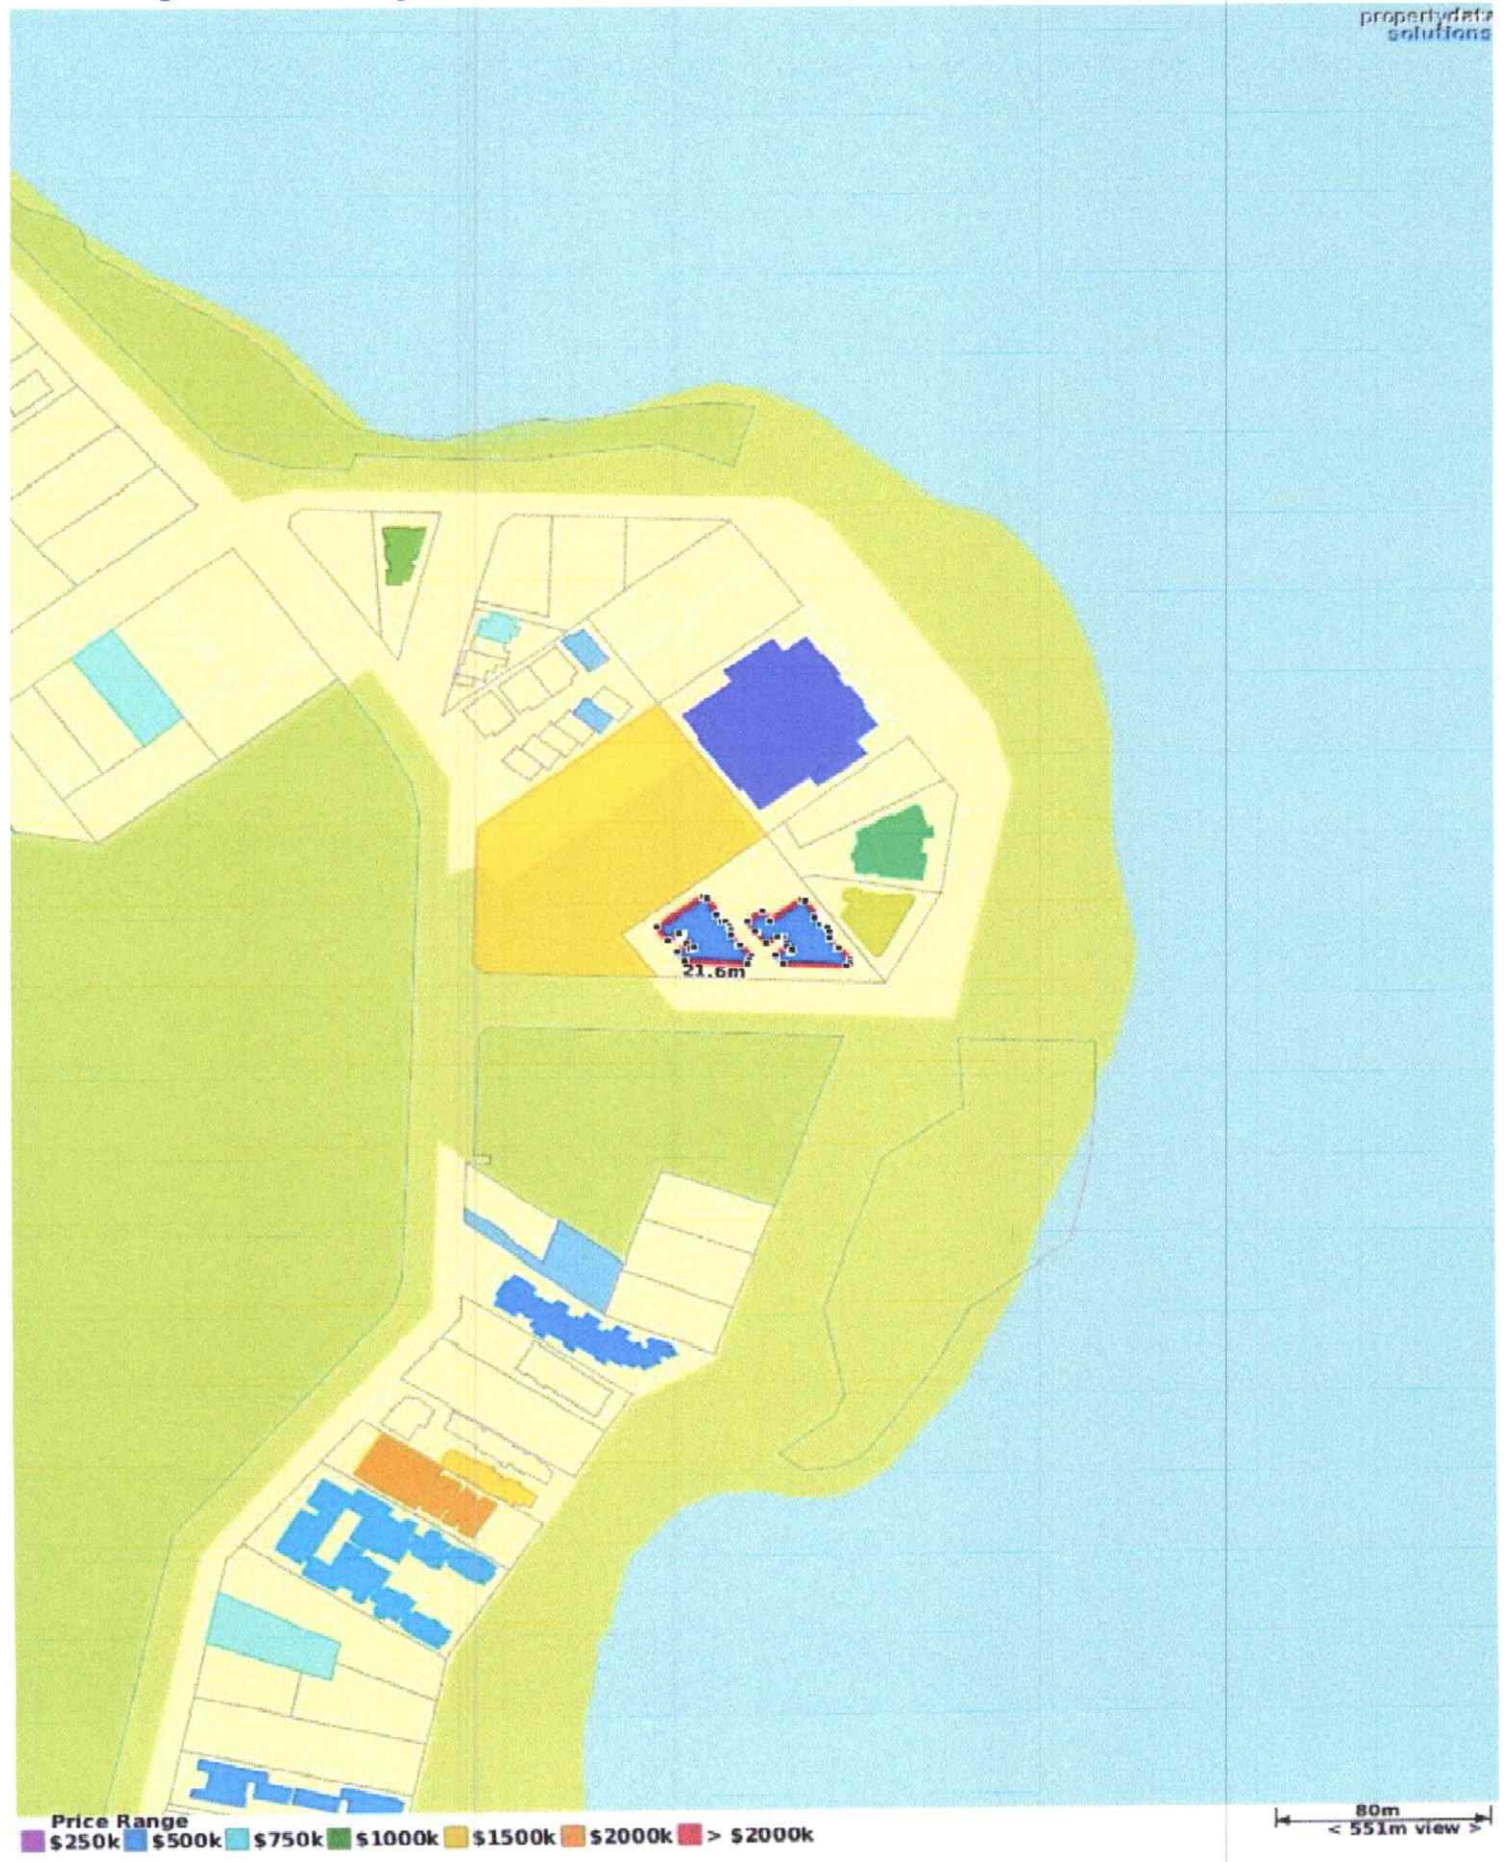 propertydata
solutions
21.6m
Price Range
$250k $500k $750k $1000k $1500k $2000k > $2000k
80m
< 551m view >